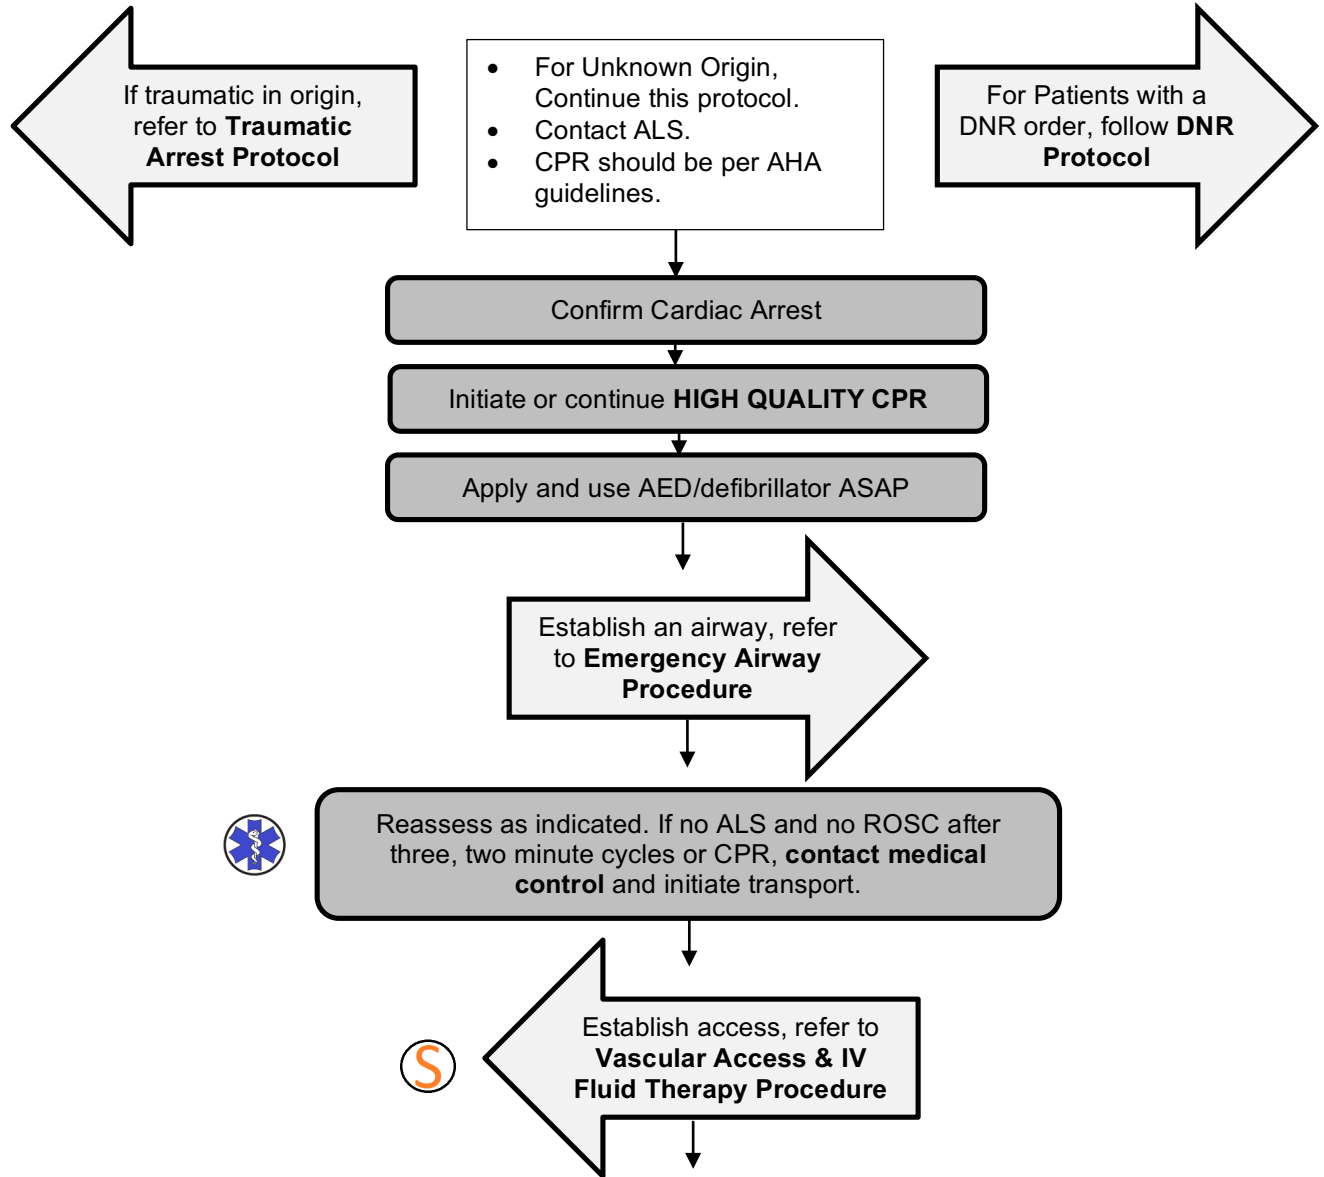 If traumatic in origin,
refer to Traumatic
Arrest Protocol
• For Unknown Origin,
Continue this protocol.
• Contact ALS.
• CPR should be per AHA
guidelines.
For Patients with a
DNR order, follow DNR
Protocol
Confirm Cardiac Arrest
Initiate or continue HIGH QUALITY CPR
Apply and use AED/defibrillator ASAP
Establish an airway, refer
to Emergency Airway
Procedure
Reassess as indicated. If no ALS and no ROSC after
three, two minute cycles or CPR, contact medical
control and initiate transport.
S
Establish access, refer to
Vascular Access & IV
Fluid Therapy Procedure